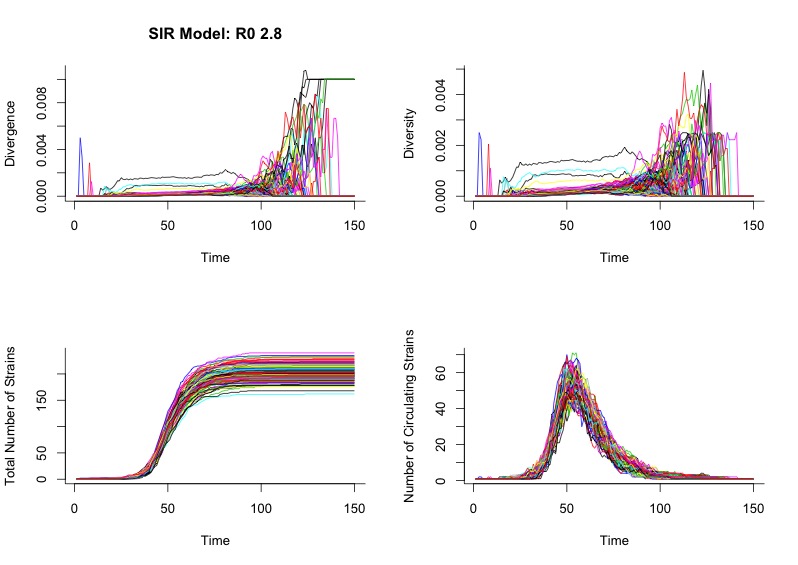 SIR Model: R0 2.8
Divergence
0.000 0.004 0.008
0 50 100 150
Time
Diversity
0.000 0.002 0.004
0 50 100 150
Time
Total Number of Strains
0 50 150
0 50 100 150
Time
Number of Circulating Strains
0 20 40 60
0 50 100 150
Time